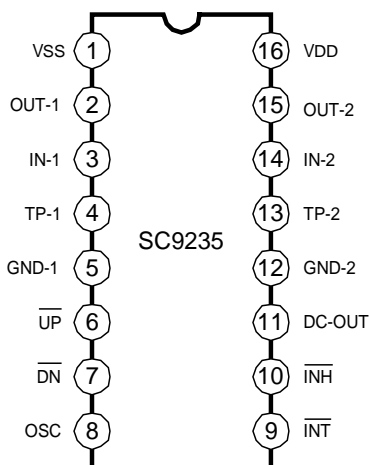 VSS 1 16 VDD
OUT-1 2 15 OUT-2
IN-1 3 14 IN-2
TP-1 4 13 TP-2
SC9235
GND-1 5 12 GND-2
UP 6 11 DC-OUT
DN 7 10 INH
OSC 8 9 INT